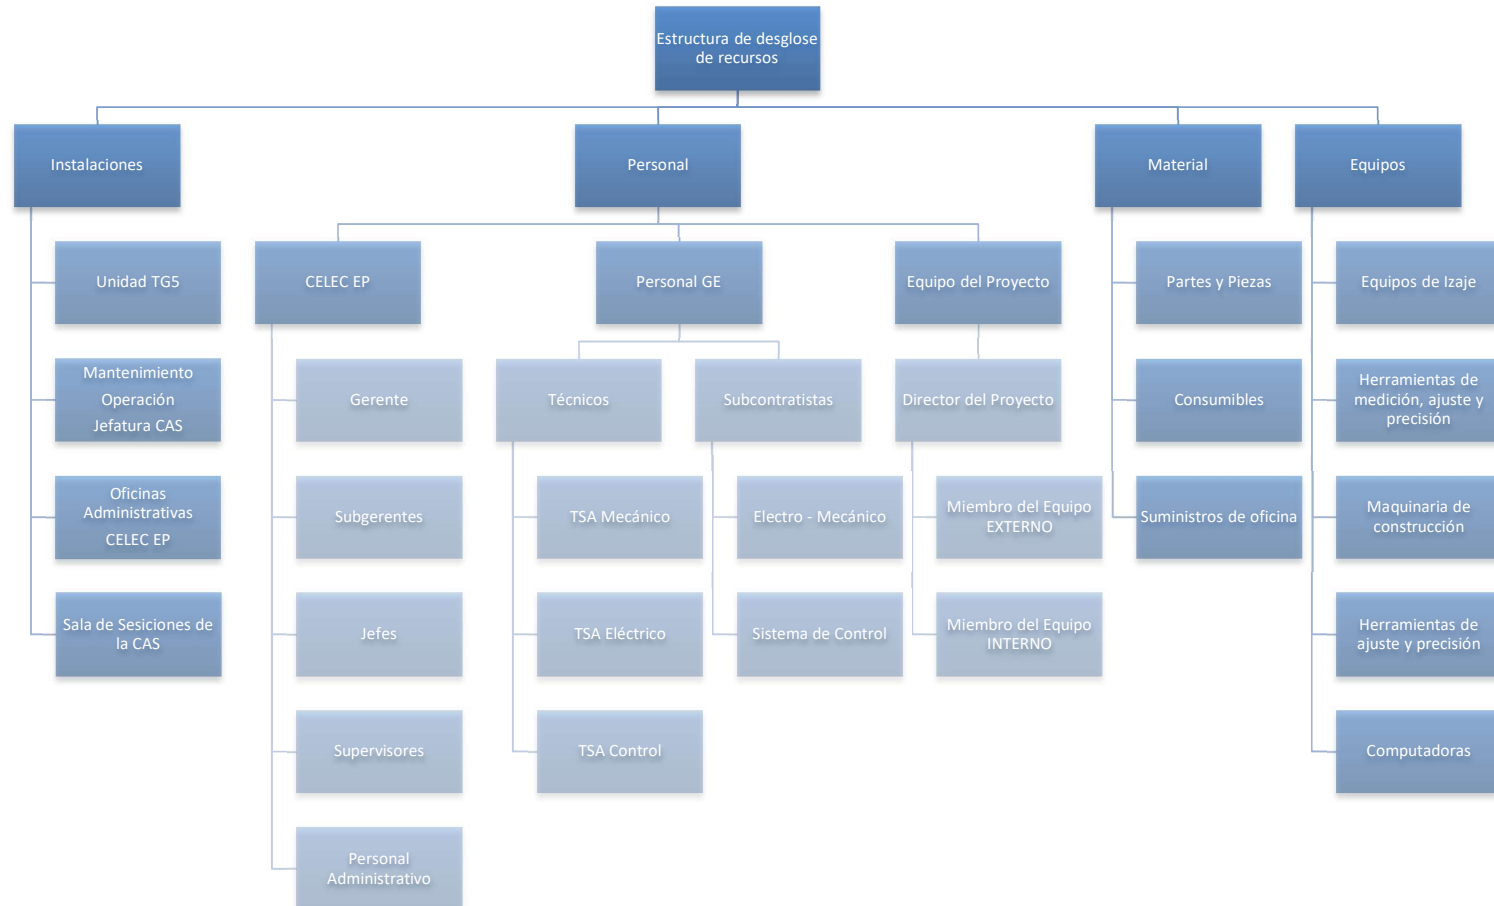 Estructura de desglose
de recursos
Instalaciones
Personal
Material
Equipos
Unidad TG5
CELEC EP
Personal GE
Equipo del Proyecto
Partes y Piezas
Equipos de Izaje
Mantenimiento
Operación
Jefatura CAS
Gerente
Técnicos
Subcontratistas
Director del Proyecto
Consumibles
Herramientas de
medición, ajuste y
precisión
Oficinas
Administrativas
CELEC EP
Subgerentes
TSA Mecánico
Electro - Mecánico
Miembro del Equipo
EXTERNO
Suministros de oficina
Maquinaria de
construcción
Sala de Sesiciones de
la CAS
Jefes
TSA Eléctrico
Sistema de Control
Miembro del Equipo
INTERNO
Herramientas de
ajuste y precisión
Supervisores
TSA Control
Computadoras
Personal
Administrativo